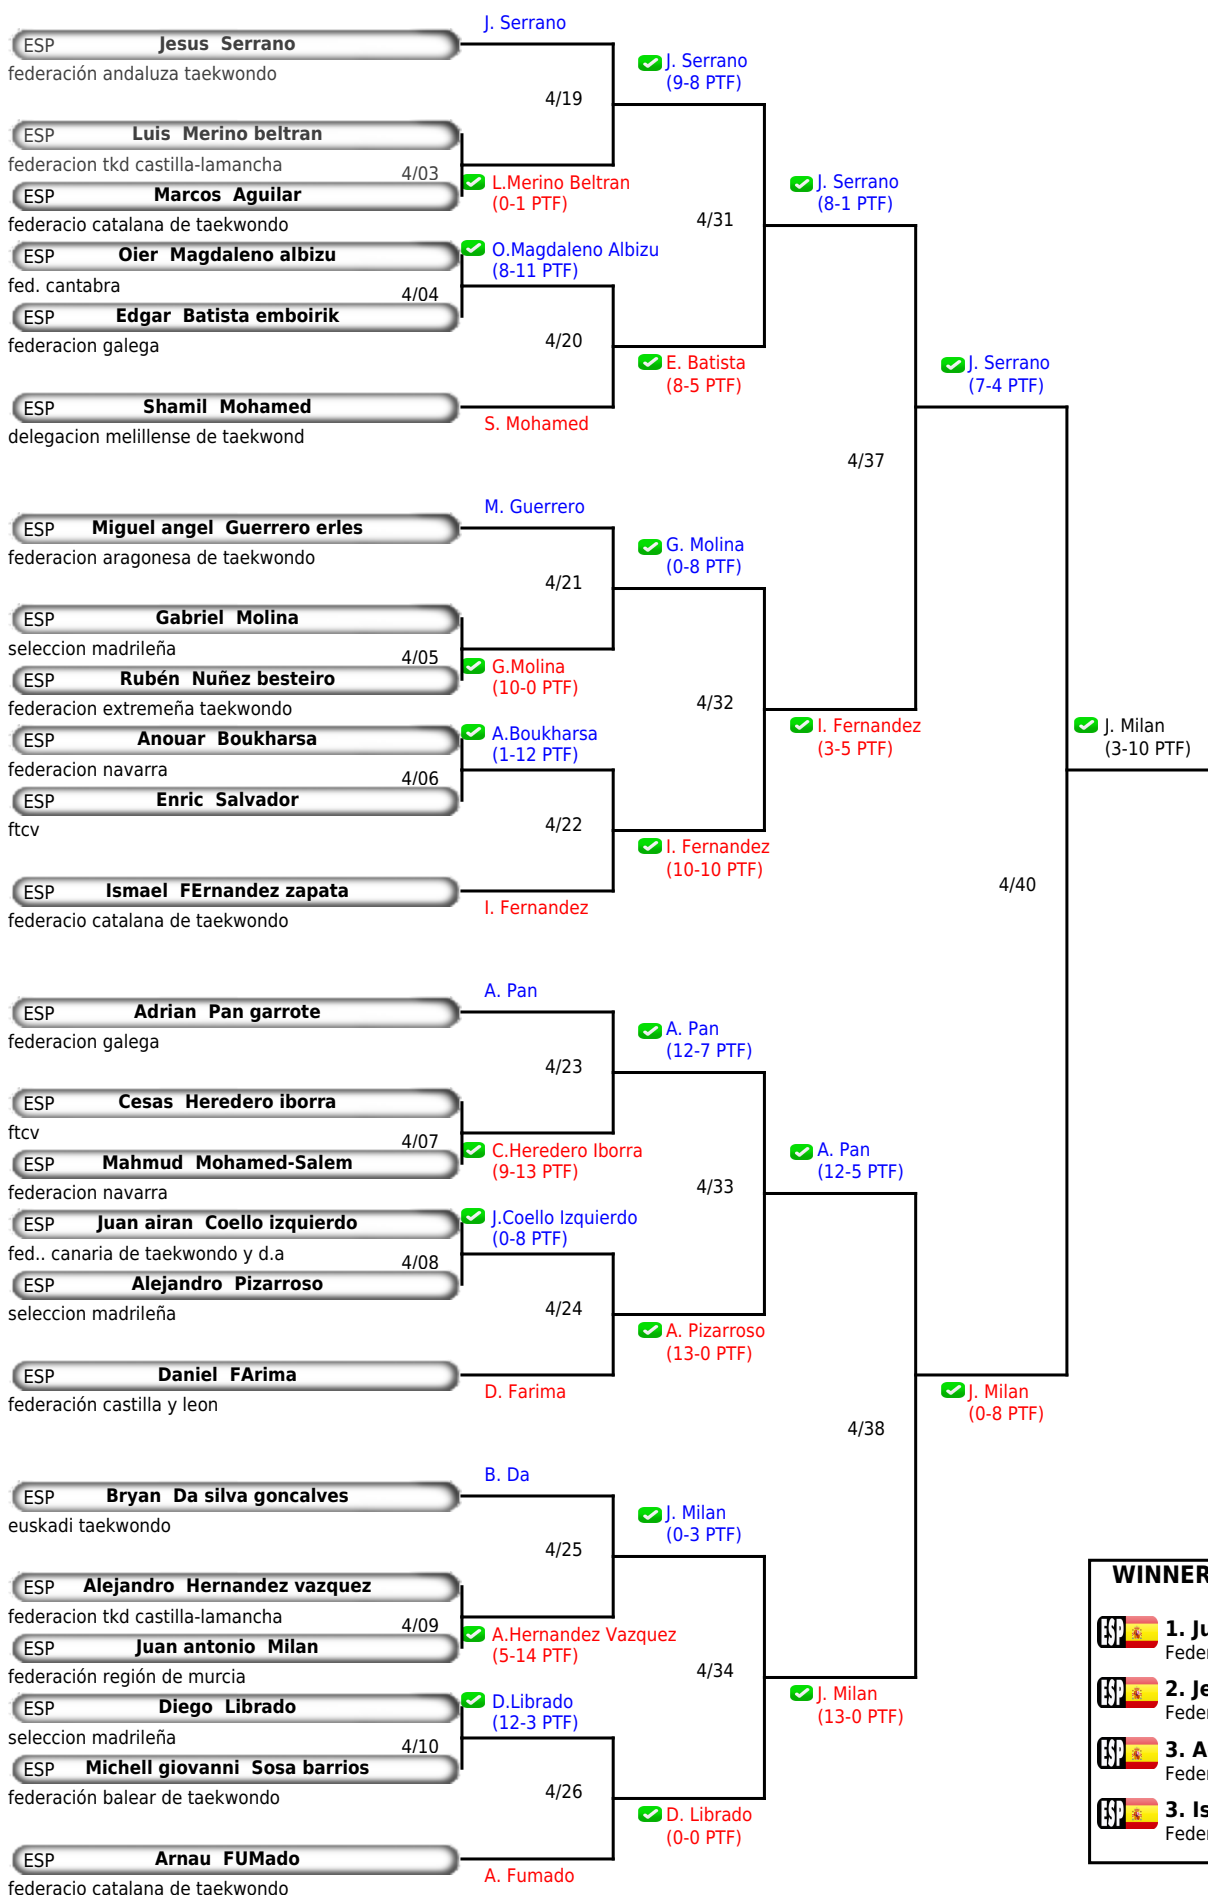 J. Serrano
ESP Jesus Serrano
federación andaluza taekwondo
J. Serrano
(9-8 PTF)
4/19
ESP Luis Merino beltran
federacion tkd castilla-lamancha
4/03
L.Merino Beltran
(0-1 PTF)
J. Serrano
(8-1 PTF)
ESP Marcos Aguilar
federacio catalana de taekwondo
4/31
ESP Oier Magdaleno albizu
O.Magdaleno Albizu
(8-11 PTF)
fed. cantabra
4/04
ESP Edgar Batista emboirik
federacion galega
4/20
E. Batista
(8-5 PTF)
J. Serrano
(7-4 PTF)
ESP Shamil Mohamed
S. Mohamed
delegacion melillense de taekwond
4/37
M. Guerrero
ESP Miguel angel Guerrero erles
federacion aragonesa de taekwondo
G. Molina
(0-8 PTF)
4/21
ESP Gabriel Molina
seleccion madrileña
4/05
G.Molina
(10-0 PTF)
ESP Rubén Nuñez besteiro
federacion extremeña taekwondo
4/32
I. Fernandez
(3-5 PTF)
J. Milan
(3-10 PTF)
ESP Anouar Boukharsa
A.Boukharsa
(1-12 PTF)
federacion navarra
4/06
ESP Enric Salvador
ftcv
4/22
I. Fernandez
(10-10 PTF)
ESP Ismael FErnandez zapata
I. Fernandez
federacio catalana de taekwondo
4/40
A. Pan
ESP Adrian Pan garrote
federacion galega
A. Pan
(12-7 PTF)
4/23
ESP Cesas Heredero iborra
ftcv
4/07
C.Heredero Iborra
(9-13 PTF)
A. Pan
(12-5 PTF)
ESP Mahmud Mohamed-Salem
federacion navarra
4/33
ESP Juan airan Coello izquierdo
J.Coello Izquierdo
(0-8 PTF)
fed.. canaria de taekwondo y d.a
4/08
ESP Alejandro Pizarroso
seleccion madrileña
4/24
A. Pizarroso
(13-0 PTF)
ESP Daniel FArima
D. Farima
federación castilla y leon
J. Milan
(0-8 PTF)
4/38
B. Da
ESP Bryan Da silva goncalves
euskadi taekwondo
J. Milan
(0-3 PTF)
4/25
ESP Alejandro Hernandez vazquez
federacion tkd castilla-lamancha
4/09
A.Hernandez Vazquez
(5-14 PTF)
ESP Juan antonio Milan
federación región de murcia
4/34
J. Milan
(13-0 PTF)
ESP Diego Librado
D.Librado
(12-3 PTF)
seleccion madrileña
4/10
ESP Michell giovanni Sosa barrios
federación balear de taekwondo
4/26
D. Librado
(0-0 PTF)
ESP Arnau FUMado
A. Fumado
federacio catalana de taekwondo
WINNER
ESP 1. Ju
Feder
ESP 2. Je
Feder
ESP 3. A
Feder
ESP 3. Is
Feder